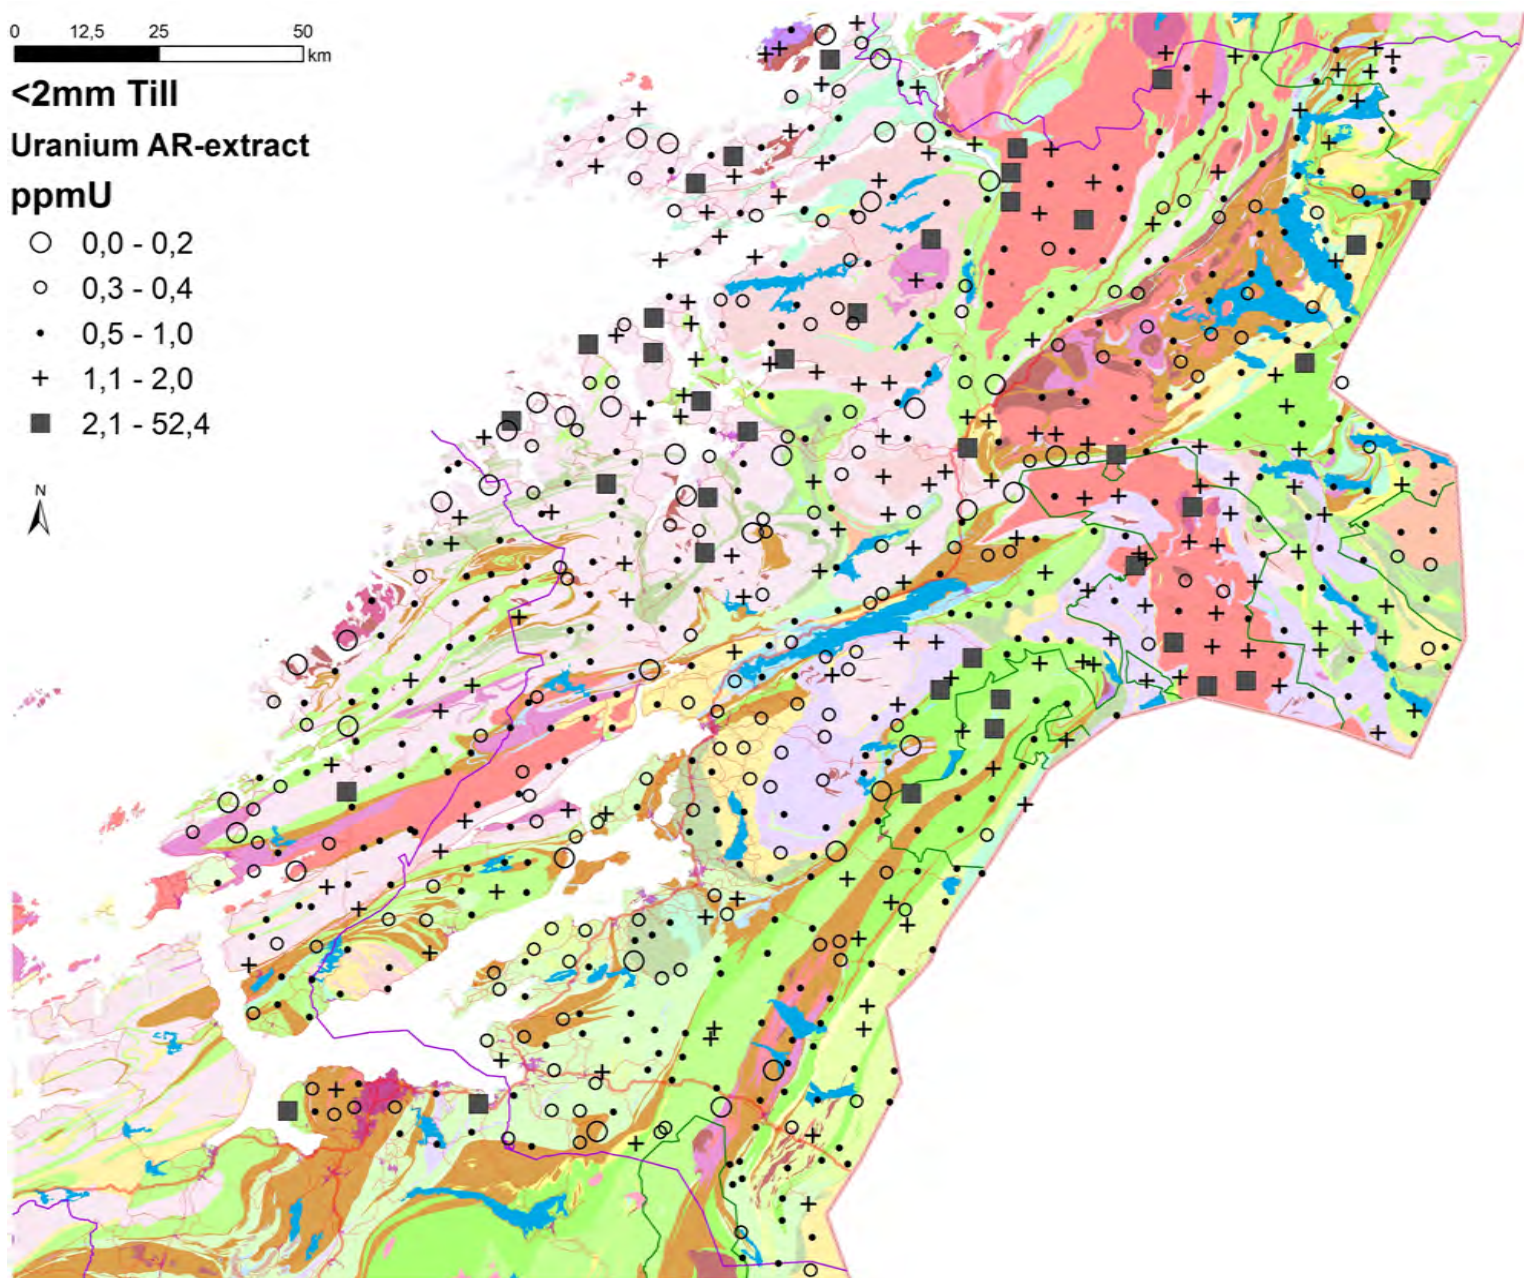 0 12,5 25 50
km
<2mm Till
Uranium AR-extract
ppmU
0,0 - 0,2
0,3 - 0,4
0,5 - 1,0
1,1 - 2,0
2,1 - 52,4
N